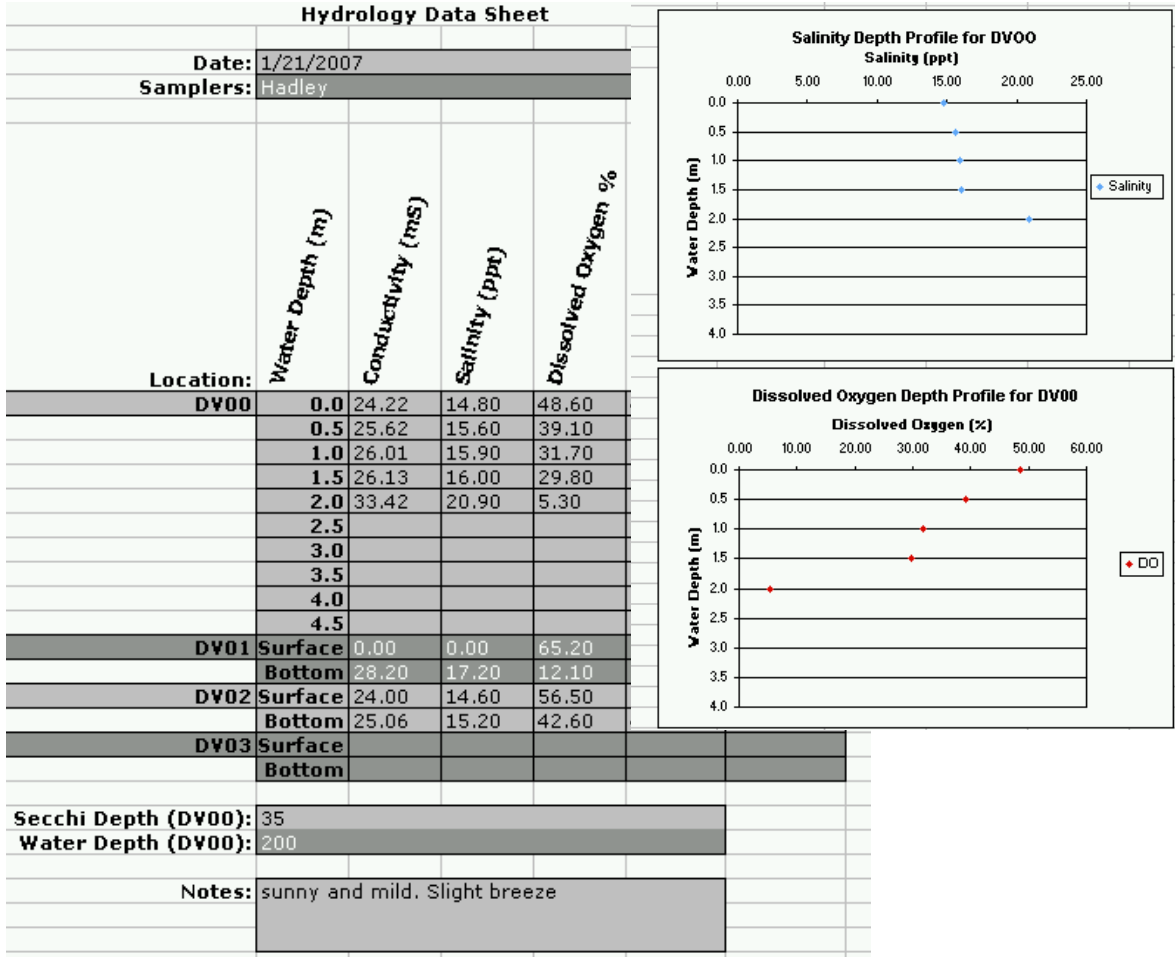 Hydrology Data Sheet
Date: 1/21/2007
Samplers: Hadley
Location: Water Depth (m) Conductivity (mS) Salinity (ppt) Dissolved Oxygen %
DV00 0.0 24.22 14.80 48.60
0.5 25.62 15.60 39.10
1.0 26.01 15.90 31.70
1.5 26.13 16.00 29.80
2.0 33.42 20.90 5.30
2.5
3.0
3.5
4.0
4.5
DV01 Surface 0.00 0.00 65.20
Bottom 28.20 17.20 12.10
DV02 Surface 24.00 14.60 56.50
Bottom 25.06 15.20 42.60
DV03 Surface
Bottom
Secchi Depth (DV00): 35
Water Depth (DV00): 200
Notes: sunny and mild. Slight breeze
Salinity Depth Profile for DV00
Salinity (ppt)
0.00 5.00 10.00 15.00 20.00 25.00
Water Depth (m)
0.0
0.5
1.0
1.5
2.0
2.5
3.0
3.5
4.0
Salinity
Dissolved Oxygen Depth Profile for DV00
Dissolved Oxygen (%)
0.00 10.00 20.00 30.00 40.00 50.00 60.00
Water Depth (m)
0.0
0.5
1.0
1.5
2.0
2.5
3.0
3.5
4.0
DO